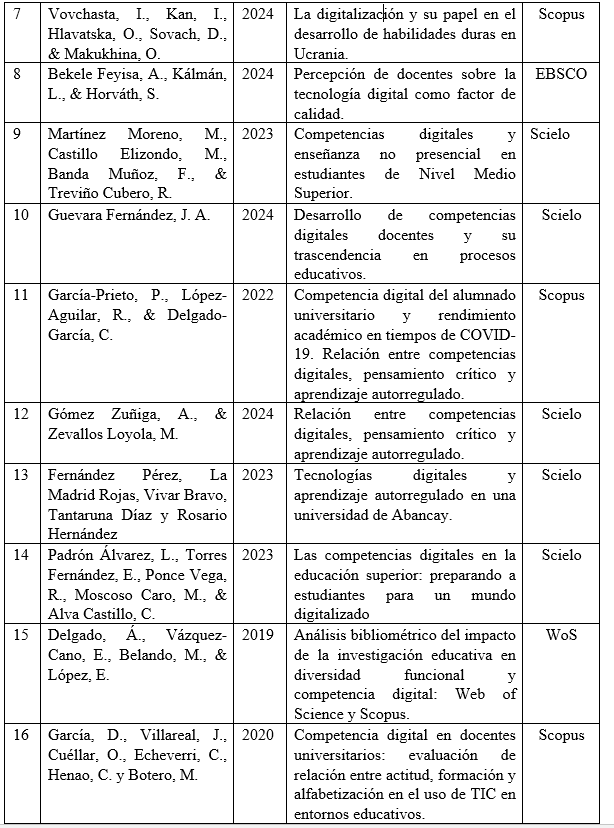 7 Vovchasta, I., Kan, I., 2024 La digitalización y su papel en el Scopus
Hlavatska, O., Sovach, D., desarrollo de habilidades duras en
& Makukhina, O. Ucrania.
8 Bekele Feyisa, A., Kálmán, 2024 Percepción de docentes sobre la EBSCO
L., & Horváth, S. tecnología digital como factor de
calidad.
9 Martínez Moreno, M., 2023 Competencias digitales y Scielo
Castillo Elizondo, M., enseñanza no presencial en
Banda Muñoz, F., & estudiantes de Nivel Medio
Treviño Cubero, R. Superior.
10 Guevara Fernández, J. A. 2024 Desarrollo de competencias Scielo
digitales docentes y su
trascendencia en procesos
educativos.
11 García-Prieto, P., López- 2022 Competencia digital del alumnado Scopus
Aguilar, R., & Delgado- universitario y rendimiento
García, C. académico en tiempos de COVID-
19. Relación entre competencias
digitales, pensamiento crítico y
aprendizaje autorregulado.
12 Gómez Zuñiga, A., & 2024 Relación entre competencias Scielo
Zevallos Loyola, M. digitales, pensamiento crítico y
aprendizaje autorregulado.
13 Fernández Pérez, La 2023 Tecnologías digitales y Scielo
Madrid Rojas, Vivar Bravo, aprendizaje autorregulado en una
Tantaruna Díaz y Rosario universidad de Abancay.
Hernández
14 Padrón Álvarez, L., Torres 2023 Las competencias digitales en la Scielo
Fernández, E., Ponce Vega, educación superior: preparando a
R., Moscoso Caro, M., & estudiantes para un mundo
Alva Castillo, C. digitalizado
15 Delgado, Á., Vázquez- 2019 Análisis bibliométrico del impacto WoS
Cano, E., Belando, M., & de la investigación educativa en
López, E. diversidad funcional y
competencia digital: Web of
Science y Scopus.
16 García, D., Villareal, J., 2020 Competencia digital en docentes Scopus
Cuéllar, O., Echeverri, C., universitarios: evaluación de
Henao, C. y Botero, M. relación entre actitud, formación y
alfabetización en el uso de TIC en
entornos educativos.